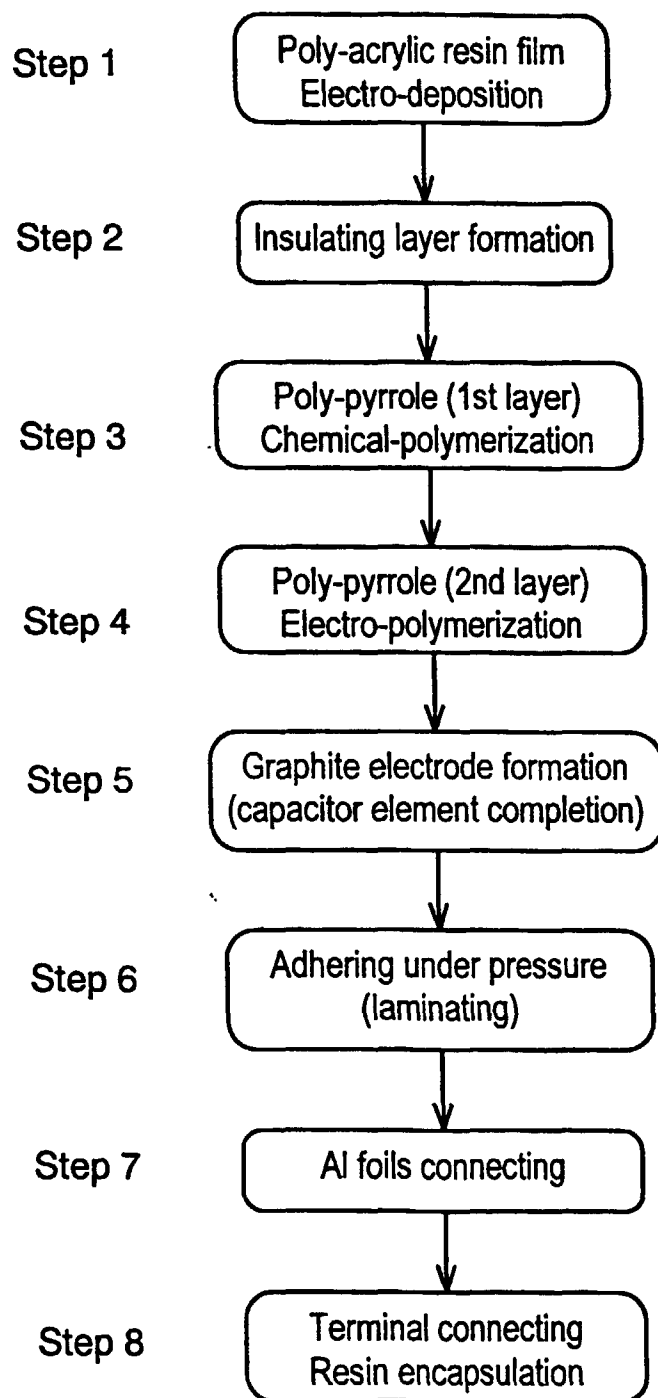 Step 1
Poly-acrylic resin film
Electro-deposition
Step 2
Insulating layer formation
Step 3
Poly-pyrrole (1st layer)
Chemical-polymerization
Step 4
Poly-pyrrole (2nd layer)
Electro-polymerization
Step 5
Graphite electrode formation
(capacitor element completion)
Step 6
Adhering under pressure
(laminating)
Step 7
Al foils connecting
Step 8
Terminal connecting
Resin encapsulation